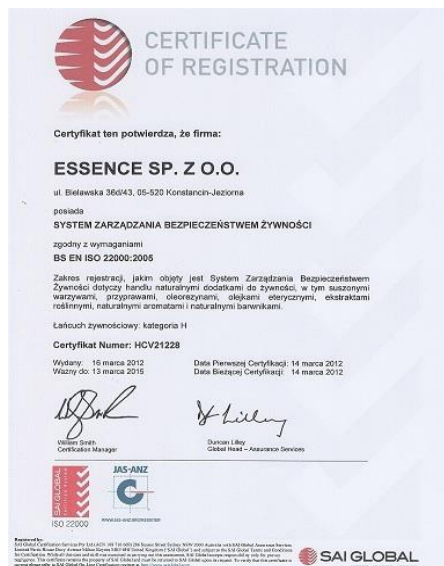 CERTIFICATE
OF REGISTRATION
Certyfikat ten potwierdza, że firma:
ESSENCE SP. Z O.O.
ul. Bielawska 36d/43, 05-520 Konstancin-Jeziorna
posiada
SYSTEM ZARZĄDZANIA BEZPIECZEŃSTWEM ŻYWNOŚCI
zgodny z wymaganiami
BS EN ISO 22000:2005
Zakres rejestracji, jakim objęty jest System Zarządzania Bezpieczeństwem
Żywności dotyczy handlu naturalnymi dodatkami do żywności, w tym suszonymi
warzywami, przyprawami, oleorezynami, olejkami eterycznymi, ekstraktami
roślinnymi, naturalnymi aromatami i naturalnymi barwnikami.
Łańcuch żywnościowy: kategoria H
Certyfikat Numer: HCV21228
Wydany: 16 marca 2012 Data Pierwszej Certyfikacji: 14 marca 2012
Ważny do: 13 marca 2015 Data Bieżącej Certyfikacji: 14 marca 2012
William Smith Duncan Lilley
Certification Manager Global Head – Assurance Services
SAI GLOBAL
JAS-ANZ
ISO 22000
SAI GLOBAL